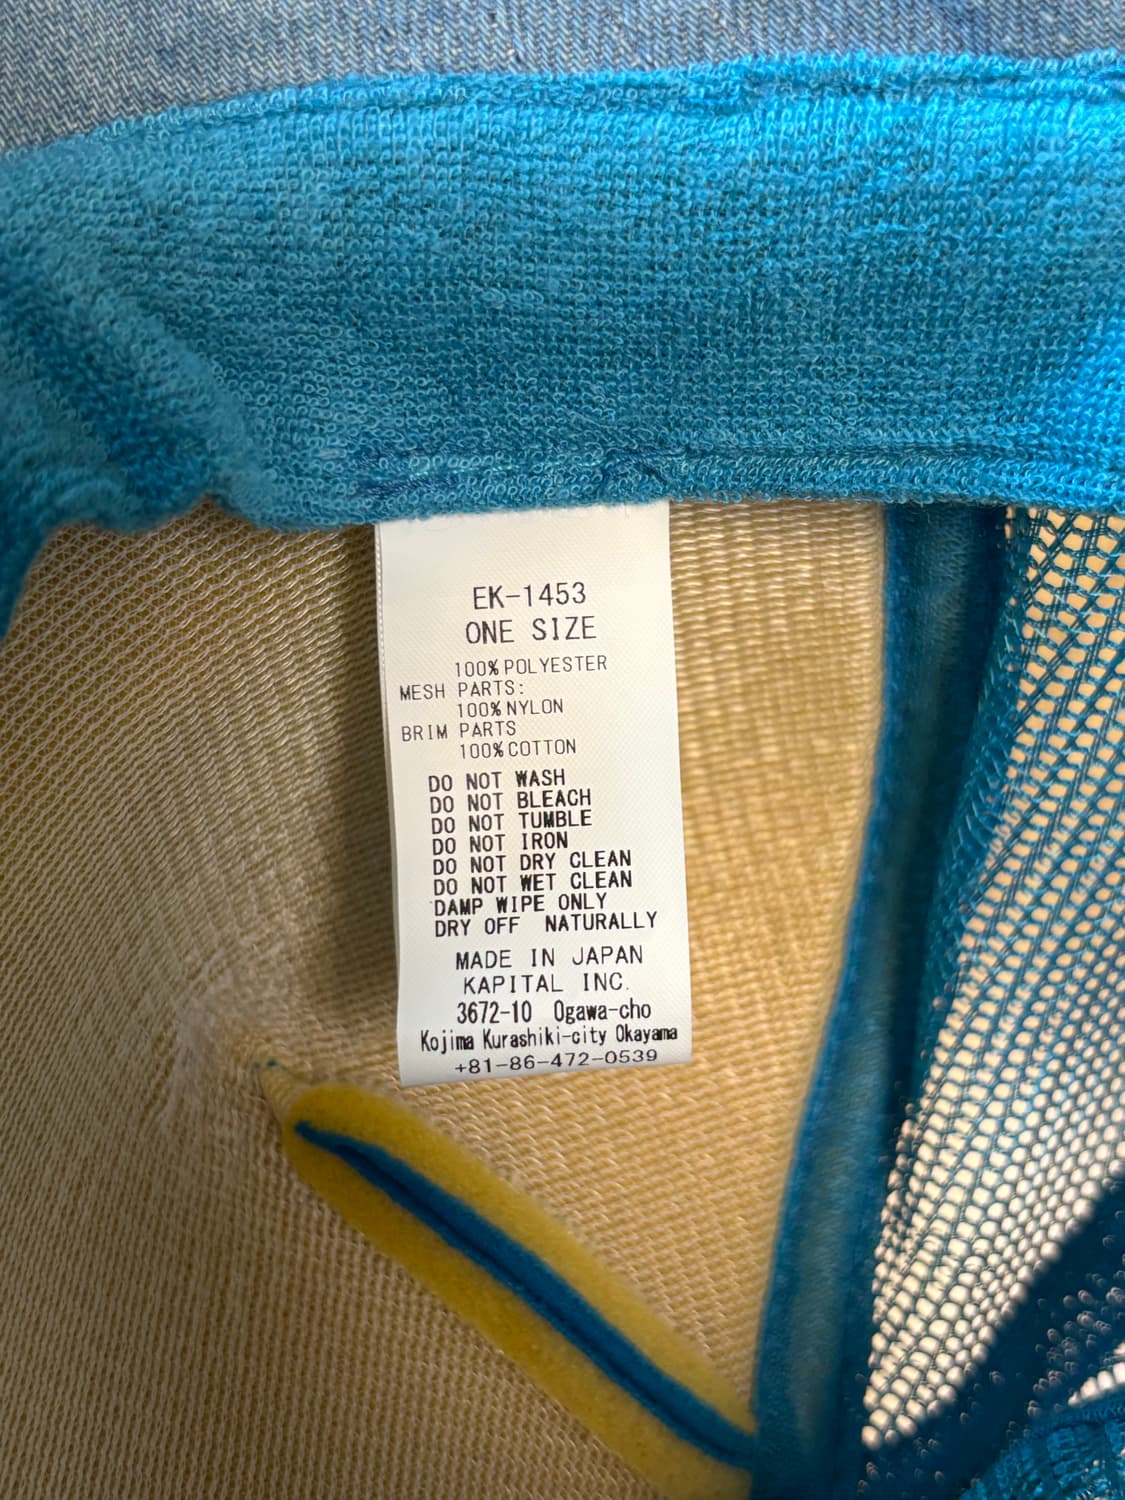 EK-1453
ONE SIZE
100%POLYESTER
MESH PARTS:
100%NYLON
BRIM PARTS
100%COTTON
DO NOT WASH
DO NOT BLEACH
DO NOT TUMBLE
DO NOT IRON
DO NOT DRY CLEAN
DO NOT WET CLEAN
DAMP WIPE ONLY
DRY OFF NATURALLY
MADE IN JAPAN
KAPITAL INC.
3672-10 Ogawa-cho
Kojima Kurashiki-city Okayama
+81-86-472-0539